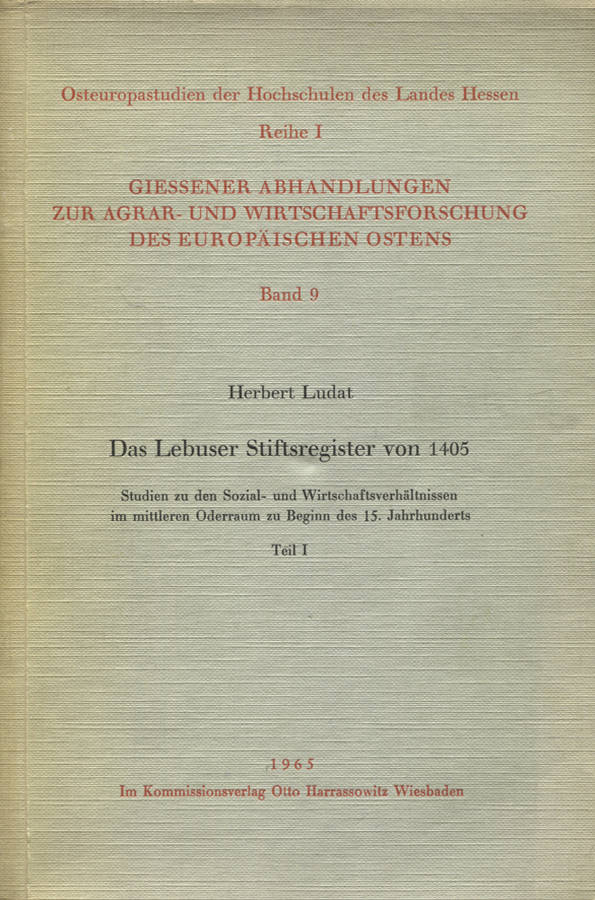 Osteuropastudien der Hochschulen des Landes Hessen
Reihe I
GIESSENER ABHANDLUNGEN
ZUR AGRAR- UND WIRTSCHAFTSFORSCHUNG
DES EUROPÄISCHEN OSTENS
Band 9
Herbert Ludat
Das Lebuser Stiftsregister von 1405
Studien zu den Sozial- und Wirtschaftsverhältnissen
im mittleren Oderraum zu Beginn des 15. Jahrhunderts
Teil I
1965
Im Kommissionsverlag Otto Harrassowitz Wiesbaden